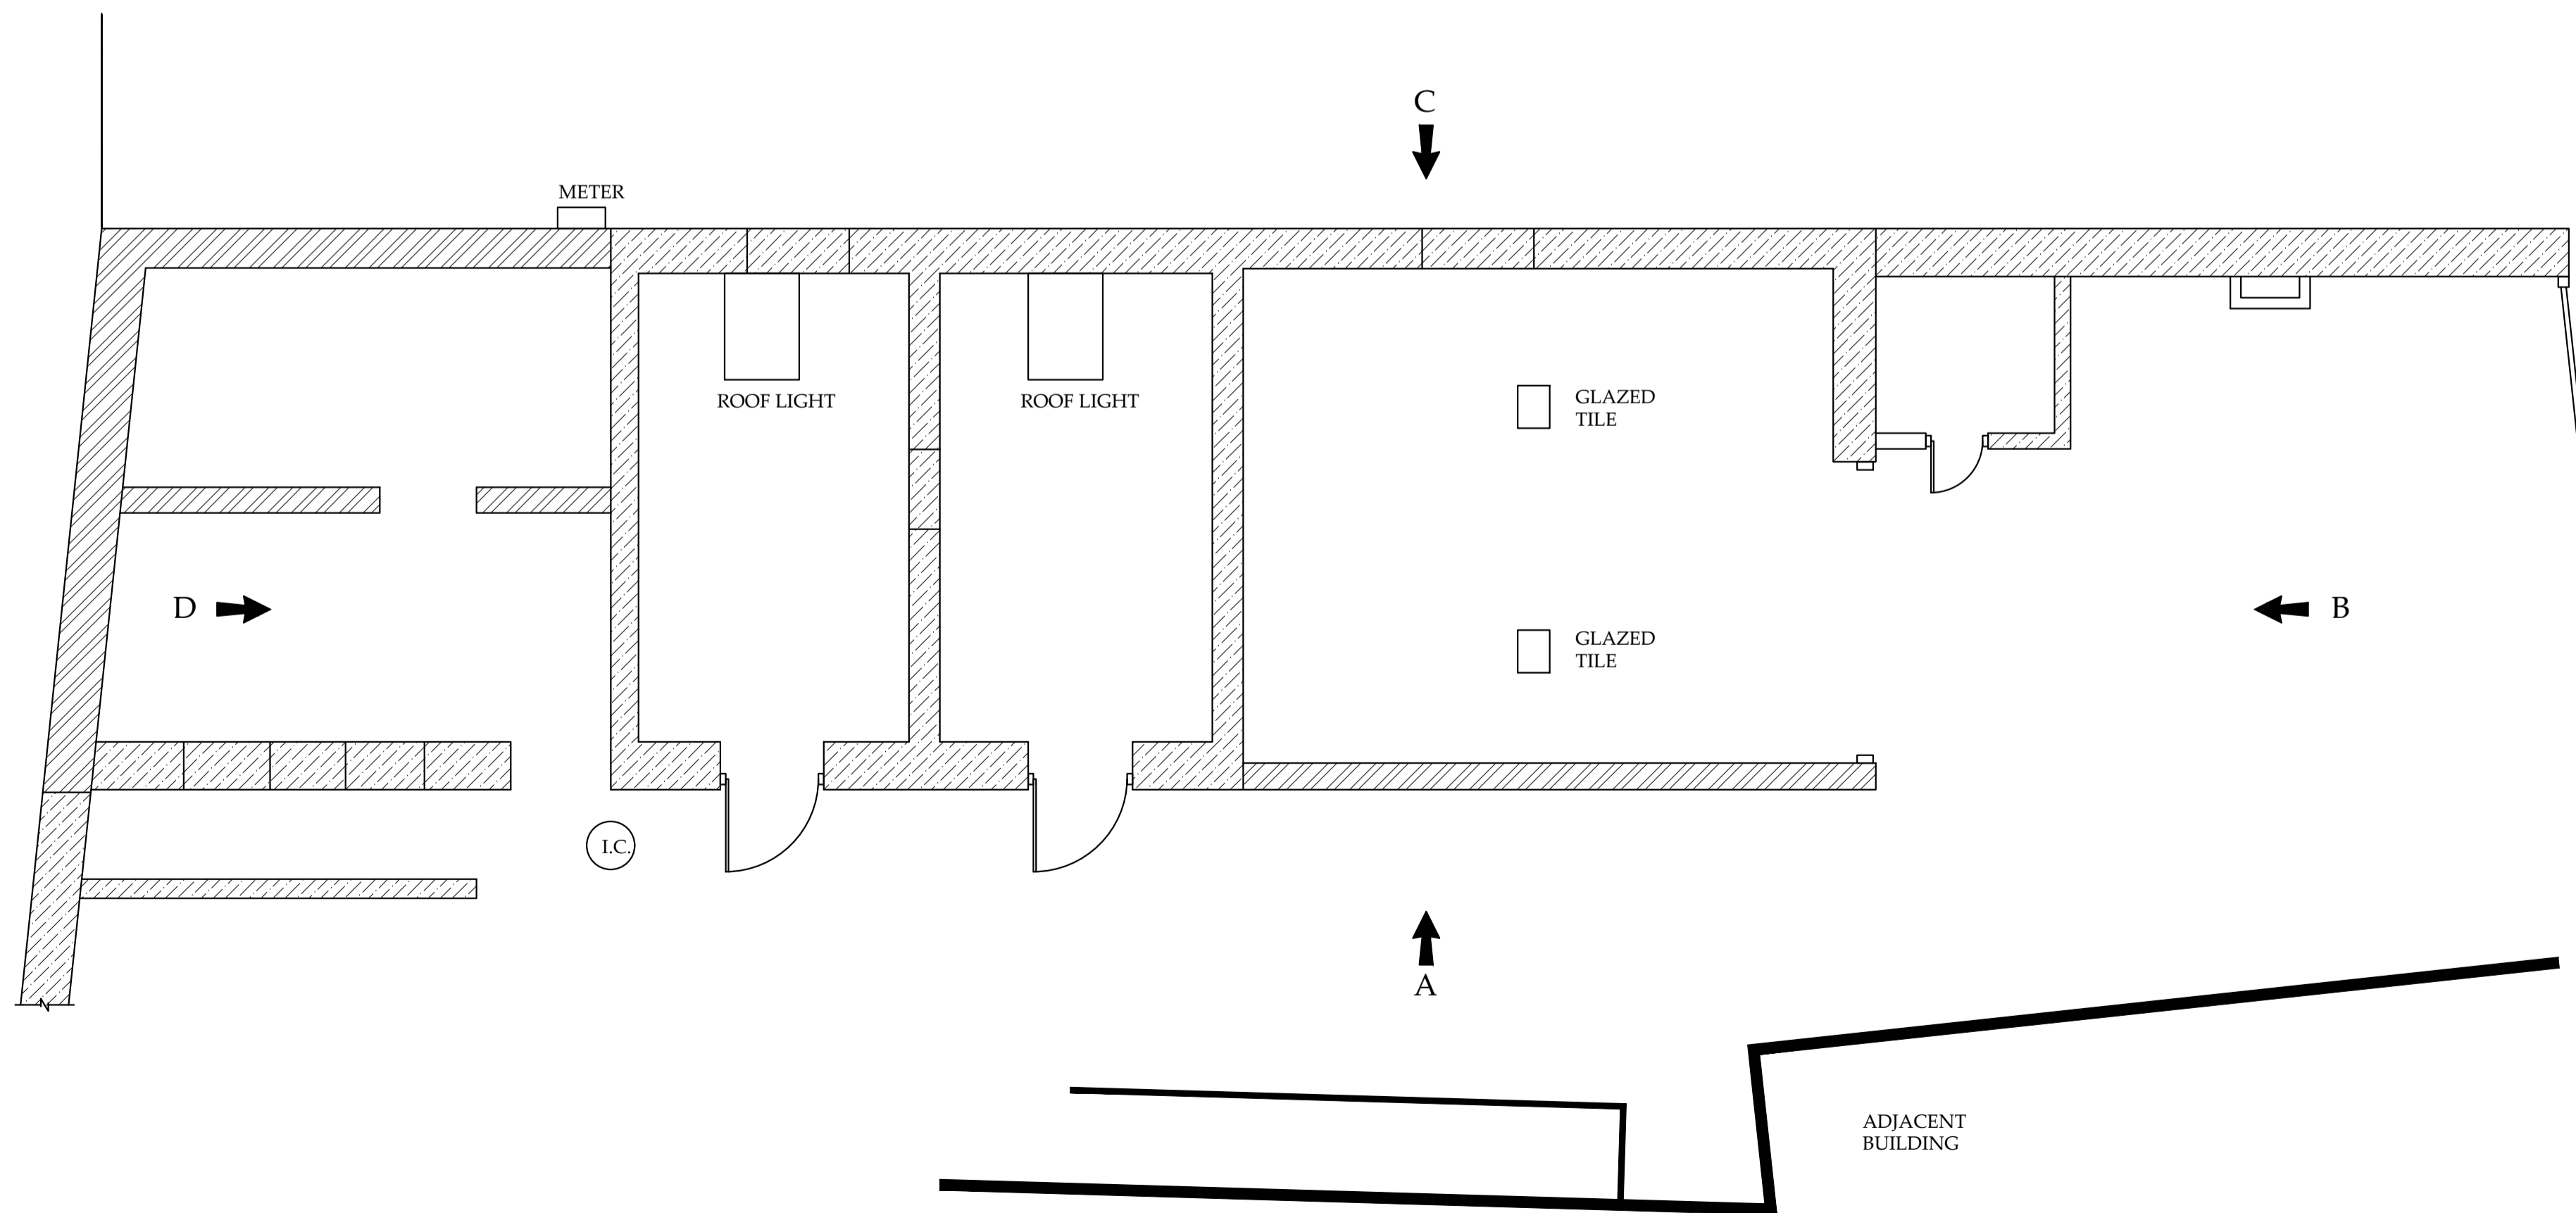 C
METER
ROOF LIGHT
ROOF LIGHT
GLAZED
TILE
D
B
GLAZED
TILE
I.C.
A
ADJACENT
BUILDING